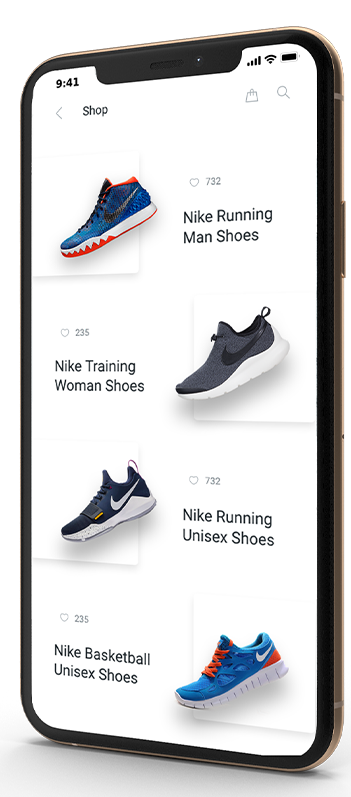 9:41
Shop
732
Nike Running
Man Shoes
235
Nike Training
Woman Shoes
732
Nike Running
Unisex Shoes
235
Nike Basketball
Unisex Shoes